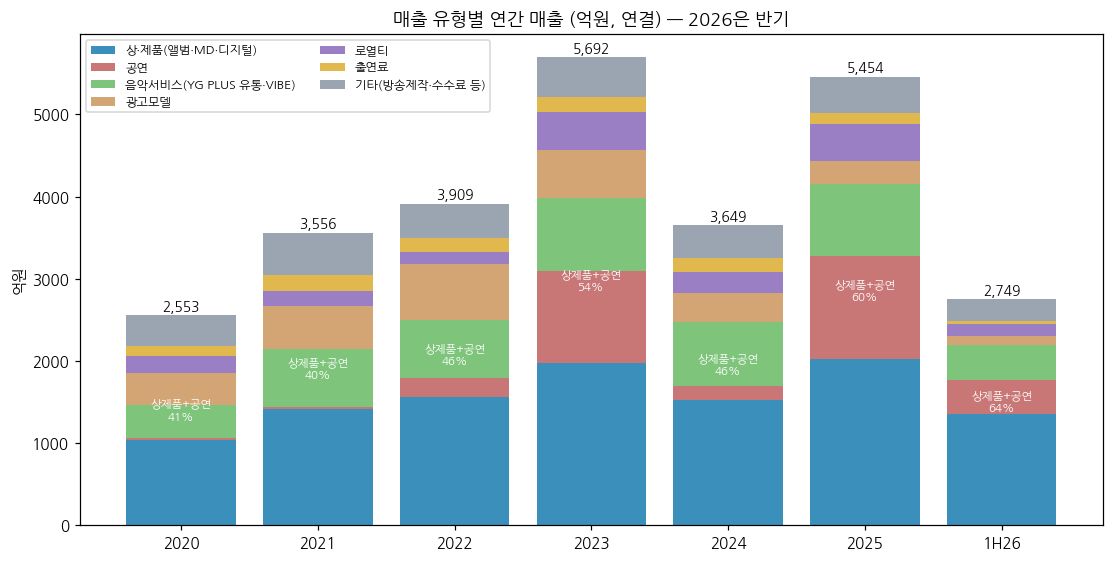 매출 유형별 연간 매출 (억원, 연결) — 2026은 반기
상·제품(앨범·MD·디지털)
공연
음악서비스(YG PLUS 유통·VIBE)
광고모델
로열티
출연료
기타(방송제작·수수료 등)
억원
5000
4000
3000
2000
1000
0
2,553
3,556
3,909
5,692
3,649
5,454
2,749
상제품+공연
41%
상제품+공연
40%
상제품+공연
46%
상제품+공연
54%
상제품+공연
46%
상제품+공연
60%
상제품+공연
64%
2020
2021
2022
2023
2024
2025
1H26